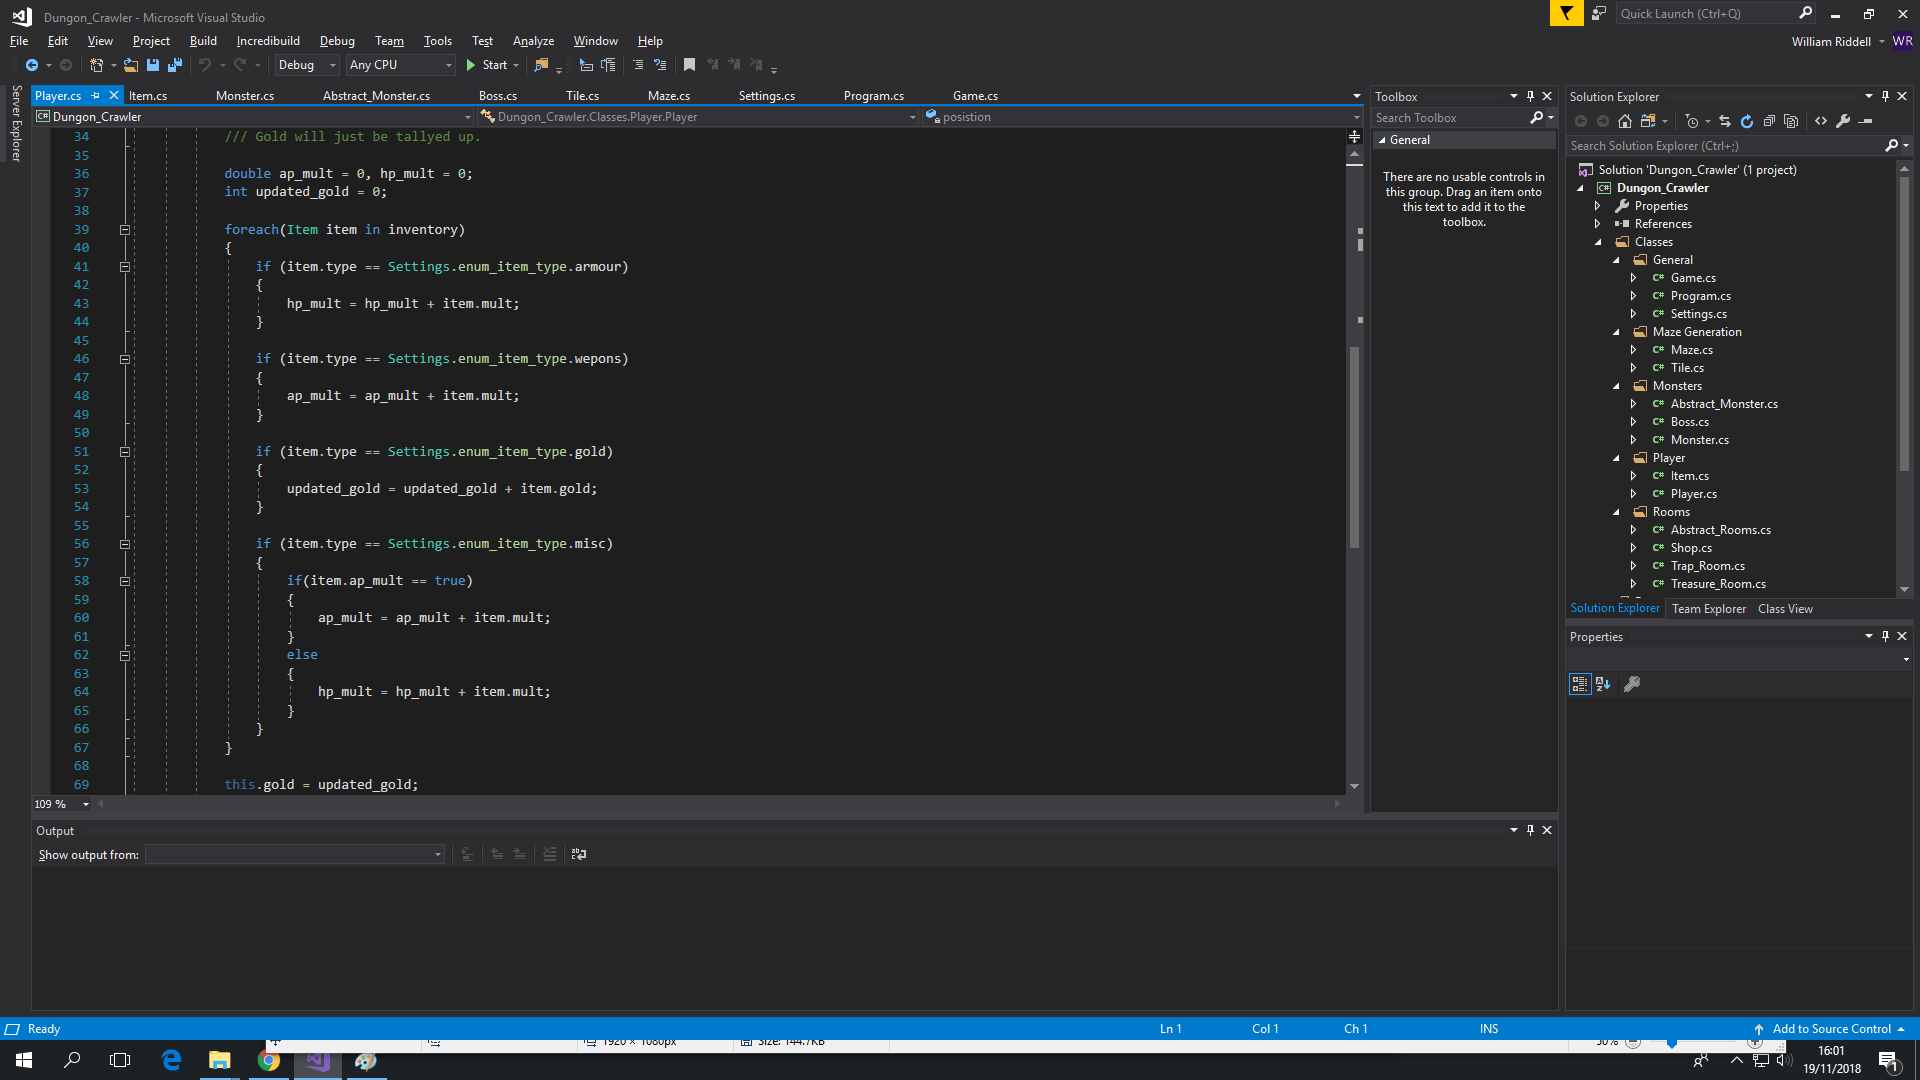 Dungon_Crawler - Microsoft Visual Studio
Quick Launch (Ctrl+Q)
File Edit View Project Build Incredibuild Debug Team Tools Test Analyze Window Help
William Riddell WR
Debug Any CPU Start
Server Explorer
Player.cs Item.cs Monster.cs Abstract_Monster.cs Boss.cs Tile.cs Maze.cs Settings.cs Program.cs Game.cs
Dungon_Crawler Dungon_Crawler.Classes.Player.Player posistion
34 /// Gold will just be tallyed up.
35
36 double ap_mult = 0, hp_mult = 0;
37 int updated_gold = 0;
38
39 foreach(Item item in inventory)
40 {
41 if (item.type == Settings.enum_item_type.armour)
42 {
43 hp_mult = hp_mult + item.mult;
44 }
45
46 if (item.type == Settings.enum_item_type.wepons)
47 {
48 ap_mult = ap_mult + item.mult;
49 }
50
51 if (item.type == Settings.enum_item_type.gold)
52 {
53 updated_gold = updated_gold + item.gold;
54 }
55
56 if (item.type == Settings.enum_item_type.misc)
57 {
58 if(item.ap_mult == true)
59 {
60 ap_mult = ap_mult + item.mult;
61 }
62 else
63 {
64 hp_mult = hp_mult + item.mult;
65 }
66 }
67 }
68
69 this.gold = updated_gold;
109 %
Toolbox
Search Toolbox
General
There are no usable controls in
this group. Drag an item onto
this text to add it to the
toolbox.
Solution Explorer
Search Solution Explorer (Ctrl+;)
Solution 'Dungon_Crawler' (1 project)
C# Dungon_Crawler
Properties
References
Classes
General
C# Game.cs
C# Program.cs
C# Settings.cs
Maze Generation
C# Maze.cs
C# Tile.cs
Monsters
C# Abstract_Monster.cs
C# Boss.cs
C# Monster.cs
Player
C# Item.cs
C# Player.cs
Rooms
C# Abstract_Rooms.cs
C# Shop.cs
C# Trap_Room.cs
C# Treasure_Room.cs
Solution Explorer Team Explorer Class View
Properties
Output
Show output from:
Ready Ln 1 Col 1 Ch 1 INS Add to Source Control
1920 × 1080px Size: 144.7KB 50%
16:01
19/11/2018
1